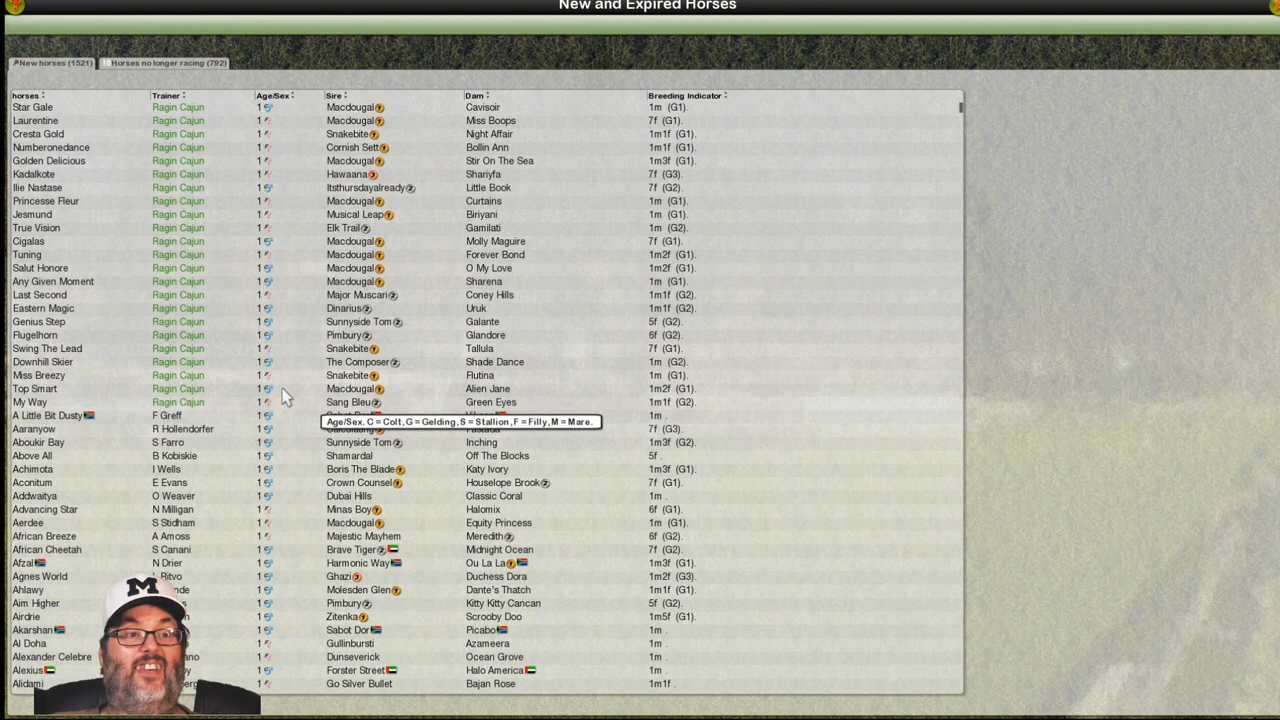 New and Expired Horses
New horses (1521) Horses no longer racing (792)
horses Trainer Age/Sex Sire Dam Breeding Indicator
Star Gale Ragin Cajun 1 Macdougal Cavisoir 1m (G1).
Laurentine Ragin Cajun 1 Macdougal Miss Boops 7f (G1).
Cresta Gold Ragin Cajun 1 Snakebite Night Affair 1m1f (G1).
Numberonedance Ragin Cajun 1 Cornish Sett Bollin Ann 1m1f (G1).
Golden Delicious Ragin Cajun 1 Macdougal Stir On The Sea 1m3f (G1).
Kadalkote Ragin Cajun 1 Hawaana Shariyfa 7f (G3).
Ilie Nastase Ragin Cajun 1 Itsthursdayalready Little Book 7f (G2).
Princesse Fleur Ragin Cajun 1 Macdougal Curtains 1m (G1).
Jesmund Ragin Cajun 1 Musical Leap Biriyani 1m (G1).
True Vision Ragin Cajun 1 Elk Trail Gamilati 1m (G2).
Cigalas Ragin Cajun 1 Macdougal Molly Maguire 7f (G1).
Tuning Ragin Cajun 1 Macdougal Forever Bond 1m2f (G1).
Salut Honore Ragin Cajun 1 Macdougal O My Love 1m2f (G1).
Any Given Moment Ragin Cajun 1 Macdougal Sharena 1m (G1).
Last Second Ragin Cajun 1 Major Muscari Coney Hills 1m1f (G2).
Eastern Magic Ragin Cajun 1 Dinarius Uruk 1m1f (G2).
Genius Step Ragin Cajun 1 Sunnyside Tom Galante 5f (G2).
Flugelhorn Ragin Cajun 1 Pimbury Glandore 6f (G2).
Swing The Lead Ragin Cajun 1 Snakebite Tallula 7f (G1).
Downhill Skier Ragin Cajun 1 The Composer Shade Dance 1m (G2).
Miss Breezy Ragin Cajun 1 Snakebite Flutina 1m (G1).
Top Smart Ragin Cajun 1 Macdougal Alien Jane 1m2f (G1).
My Way Ragin Cajun 1 Sang Bleu Green Eyes 1m1f (G2).
A Little Bit Dusty F Greff 1 1m .
Age/Sex. C = Colt, G = Gelding, S = Stallion, F = Filly, M = Mare.
Aaranyow R Hollendorfer 1 7f (G3).
Aboukir Bay S Farro 1 Sunnyside Tom Inching 1m3f (G2).
Above All B Kobiskie 1 Shamardal Off The Blocks 5f .
Achimota I Wells 1 Boris The Blade Katy Ivory 1m3f (G1).
Aconitum E Evans 1 Crown Counsel Houselope Brook 7f (G1).
Addwaitya O Weaver 1 Dubai Hills Classic Coral 1m .
Advancing Star N Milligan 1 Minas Boy Halomix 6f (G1).
Aerdee S Stidham 1 Macdougal Equity Princess 1m (G1).
African Breeze A Amoss 1 Majestic Mayhem Meredith 6f (G2).
African Cheetah S Canani 1 Brave Tiger Midnight Ocean 7f (G2).
Afzal N Drier 1 Harmonic Way Ou La La 1m3f (G1).
Agnes World Ritvo 1 Ghazi Duchess Dora 1m2f (G3).
Ahlawy 1 Molesden Glen Dante's Thatch 1m1f (G1).
Aim Higher 1 Pimbury Kitty Kitty Cancan 5f (G2).
Airdrie 1 Zitenka Scrooby Doo 1m5f (G1).
Akarshan 1 Sabot Dor Picabo 1m .
Al Doha 1 Gullinbursti Azameera 1m .
Alexander Celebre 1 Dunseverick Ocean Grove 1m .
Alexius 1 Forster Street Halo America 1m .
Alidami 1 Go Silver Bullet Bajan Rose 1m1f .
M